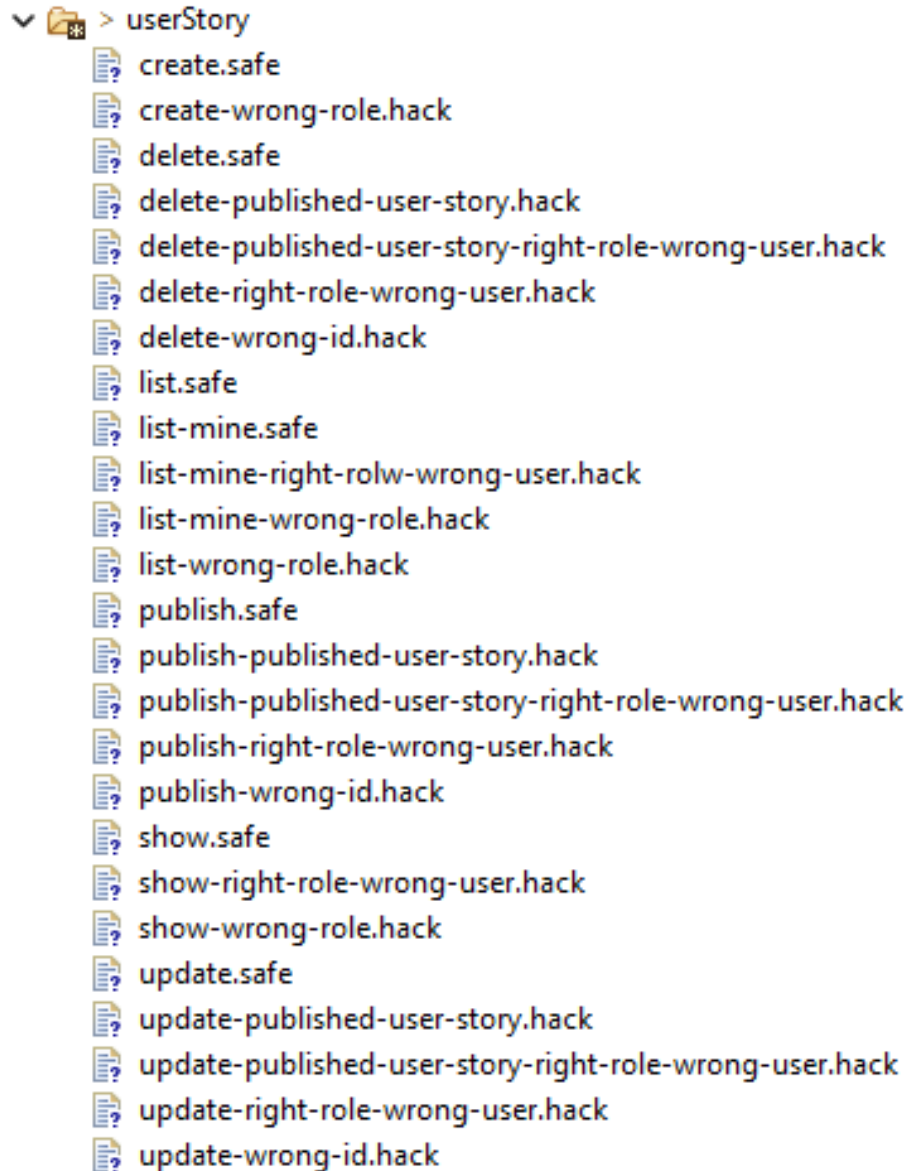 > userStory
create.safe
create-wrong-role.hack
delete.safe
delete-published-user-story.hack
delete-published-user-story-right-role-wrong-user.hack
delete-right-role-wrong-user.hack
delete-wrong-id.hack
list.safe
list-mine.safe
list-mine-right-rolw-wrong-user.hack
list-mine-wrong-role.hack
list-wrong-role.hack
publish.safe
publish-published-user-story.hack
publish-published-user-story-right-role-wrong-user.hack
publish-right-role-wrong-user.hack
publish-wrong-id.hack
show.safe
show-right-role-wrong-user.hack
show-wrong-role.hack
update.safe
update-published-user-story.hack
update-published-user-story-right-role-wrong-user.hack
update-right-role-wrong-user.hack
update-wrong-id.hack